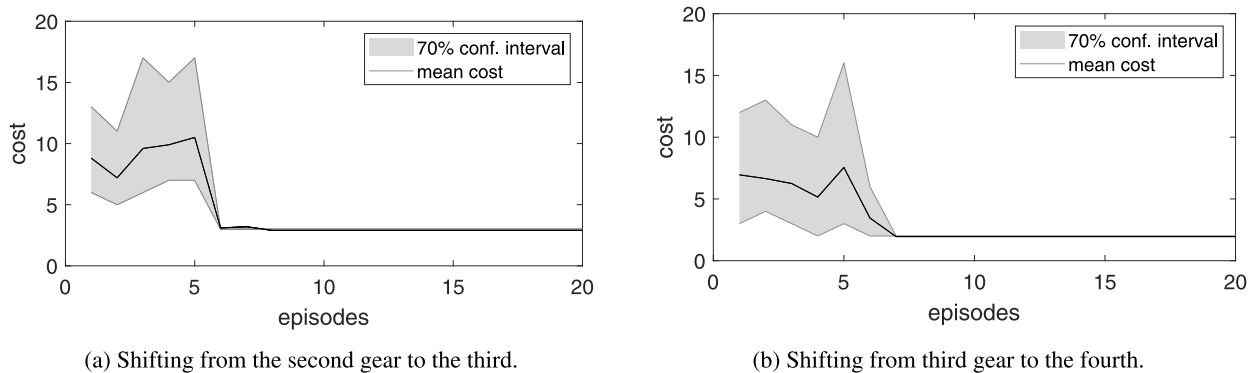 20
15
10
5
0
cost
70% conf. interval
mean cost
0 5 10 15 20
episodes
(a) Shifting from the second gear to the third.
20
15
10
5
0
cost
70% conf. interval
mean cost
0 5 10 15 20
episodes
(b) Shifting from third gear to the fourth.